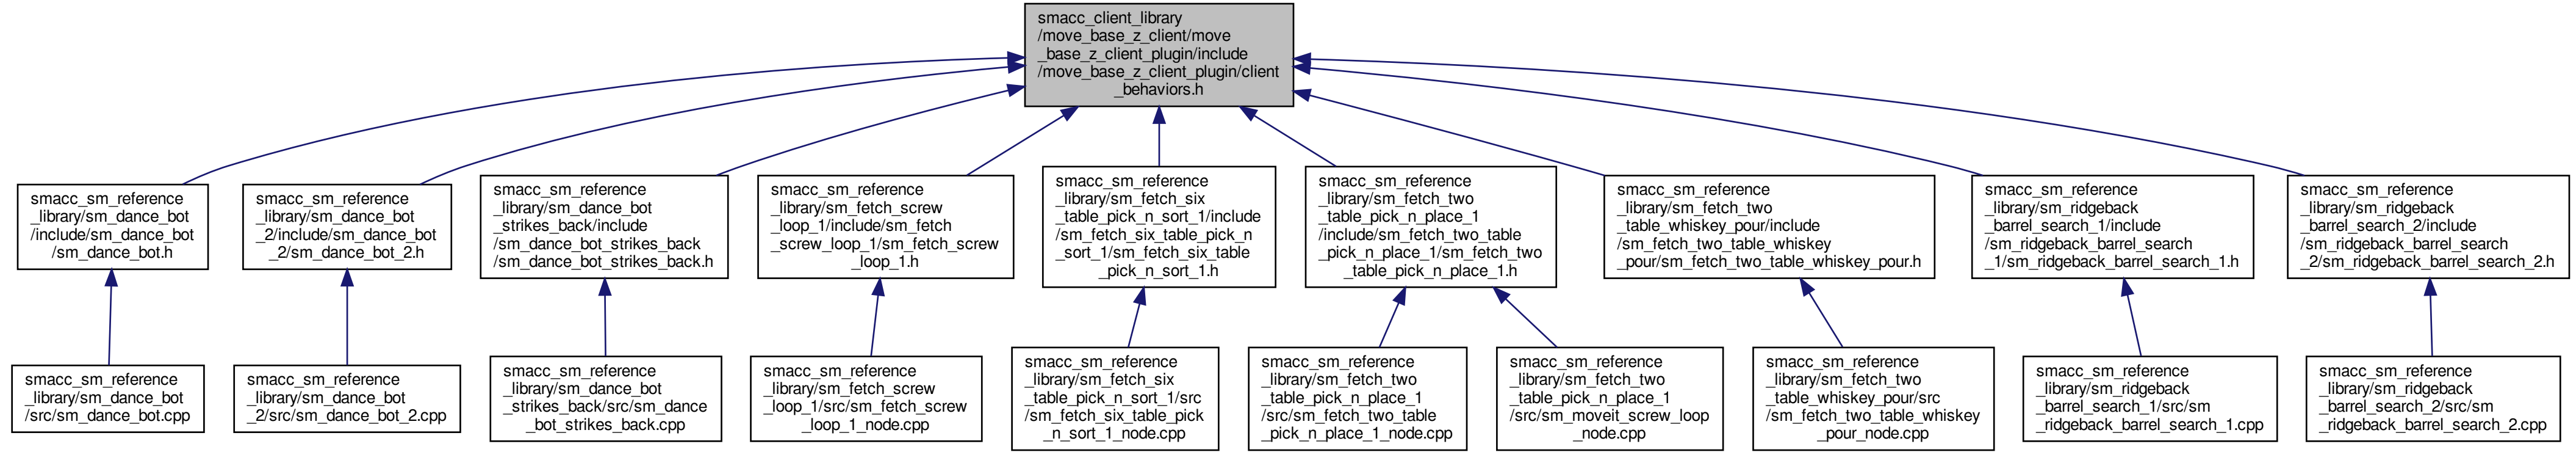 smacc_client_library
/move_base_z_client/move
_base_z_client_plugin/include
/move_base_z_client_plugin/client
_behaviors.h
smacc_sm_reference
_library/sm_dance_bot
/include/sm_dance_bot
/sm_dance_bot.h
smacc_sm_reference
_library/sm_dance_bot
_2/include/sm_dance_bot
_2/sm_dance_bot_2.h
smacc_sm_reference
_library/sm_dance_bot
_strikes_back/include
/sm_dance_bot_strikes_back
/sm_dance_bot_strikes_back.h
smacc_sm_reference
_library/sm_fetch_screw
_loop_1/include/sm_fetch
_screw_loop_1/sm_fetch_screw
_loop_1.h
smacc_sm_reference
_library/sm_fetch_six
_table_pick_n_sort_1/include
/sm_fetch_six_table_pick_n
_sort_1/sm_fetch_six_table
_pick_n_sort_1.h
smacc_sm_reference
_library/sm_fetch_two
_table_pick_n_place_1
/include/sm_fetch_two_table
_pick_n_place_1/sm_fetch_two
_table_pick_n_place_1.h
smacc_sm_reference
_library/sm_fetch_two
_table_whiskey_pour/include
/sm_fetch_two_table_whiskey
_pour/sm_fetch_two_table_whiskey_pour.h
smacc_sm_reference
_library/sm_ridgeback
_barrel_search_1/include
/sm_ridgeback_barrel_search
_1/sm_ridgeback_barrel_search_1.h
smacc_sm_reference
_library/sm_ridgeback
_barrel_search_2/include
/sm_ridgeback_barrel_search
_2/sm_ridgeback_barrel_search_2.h
smacc_sm_reference
_library/sm_dance_bot
/src/sm_dance_bot.cpp
smacc_sm_reference
_library/sm_dance_bot
_2/src/sm_dance_bot_2.cpp
smacc_sm_reference
_library/sm_dance_bot
_strikes_back/src/sm_dance
_bot_strikes_back.cpp
smacc_sm_reference
_library/sm_fetch_screw
_loop_1/src/sm_fetch_screw
_loop_1_node.cpp
smacc_sm_reference
_library/sm_fetch_six
_table_pick_n_sort_1/src
/sm_fetch_six_table_pick
_n_sort_1_node.cpp
smacc_sm_reference
_library/sm_fetch_two
_table_pick_n_place_1
/src/sm_fetch_two_table
_pick_n_place_1_node.cpp
smacc_sm_reference
_library/sm_fetch_two
_table_pick_n_place_1
/src/sm_moveit_screw_loop
_node.cpp
smacc_sm_reference
_library/sm_fetch_two
_table_whiskey_pour/src
/sm_fetch_two_table_whiskey
_pour_node.cpp
smacc_sm_reference
_library/sm_ridgeback
_barrel_search_1/src/sm
_ridgeback_barrel_search_1.cpp
smacc_sm_reference
_library/sm_ridgeback
_barrel_search_2/src/sm
_ridgeback_barrel_search_2.cpp